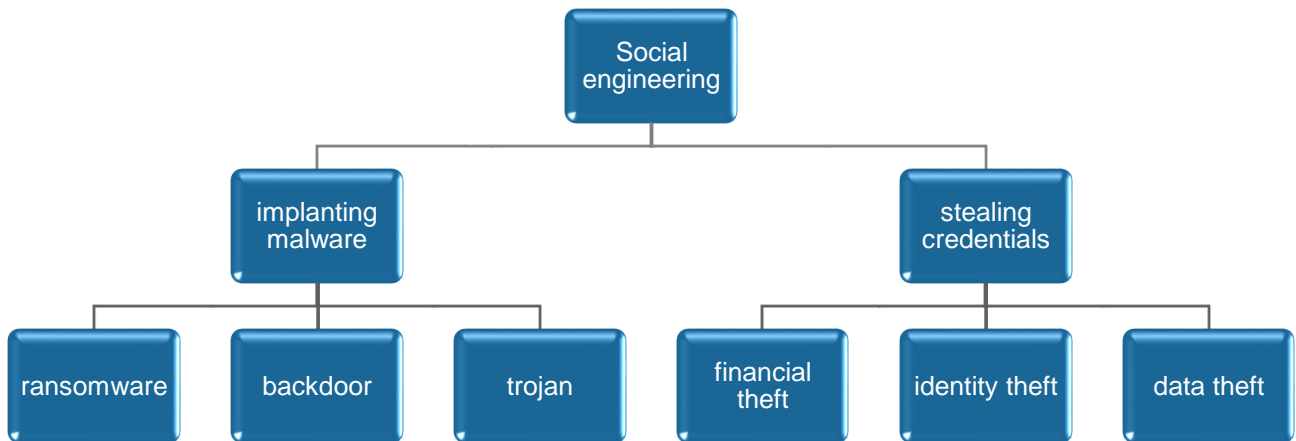 Social
engineering
implanting
malware
stealing
credentials
ransomware
backdoor
trojan
financial
theft
identity theft
data theft